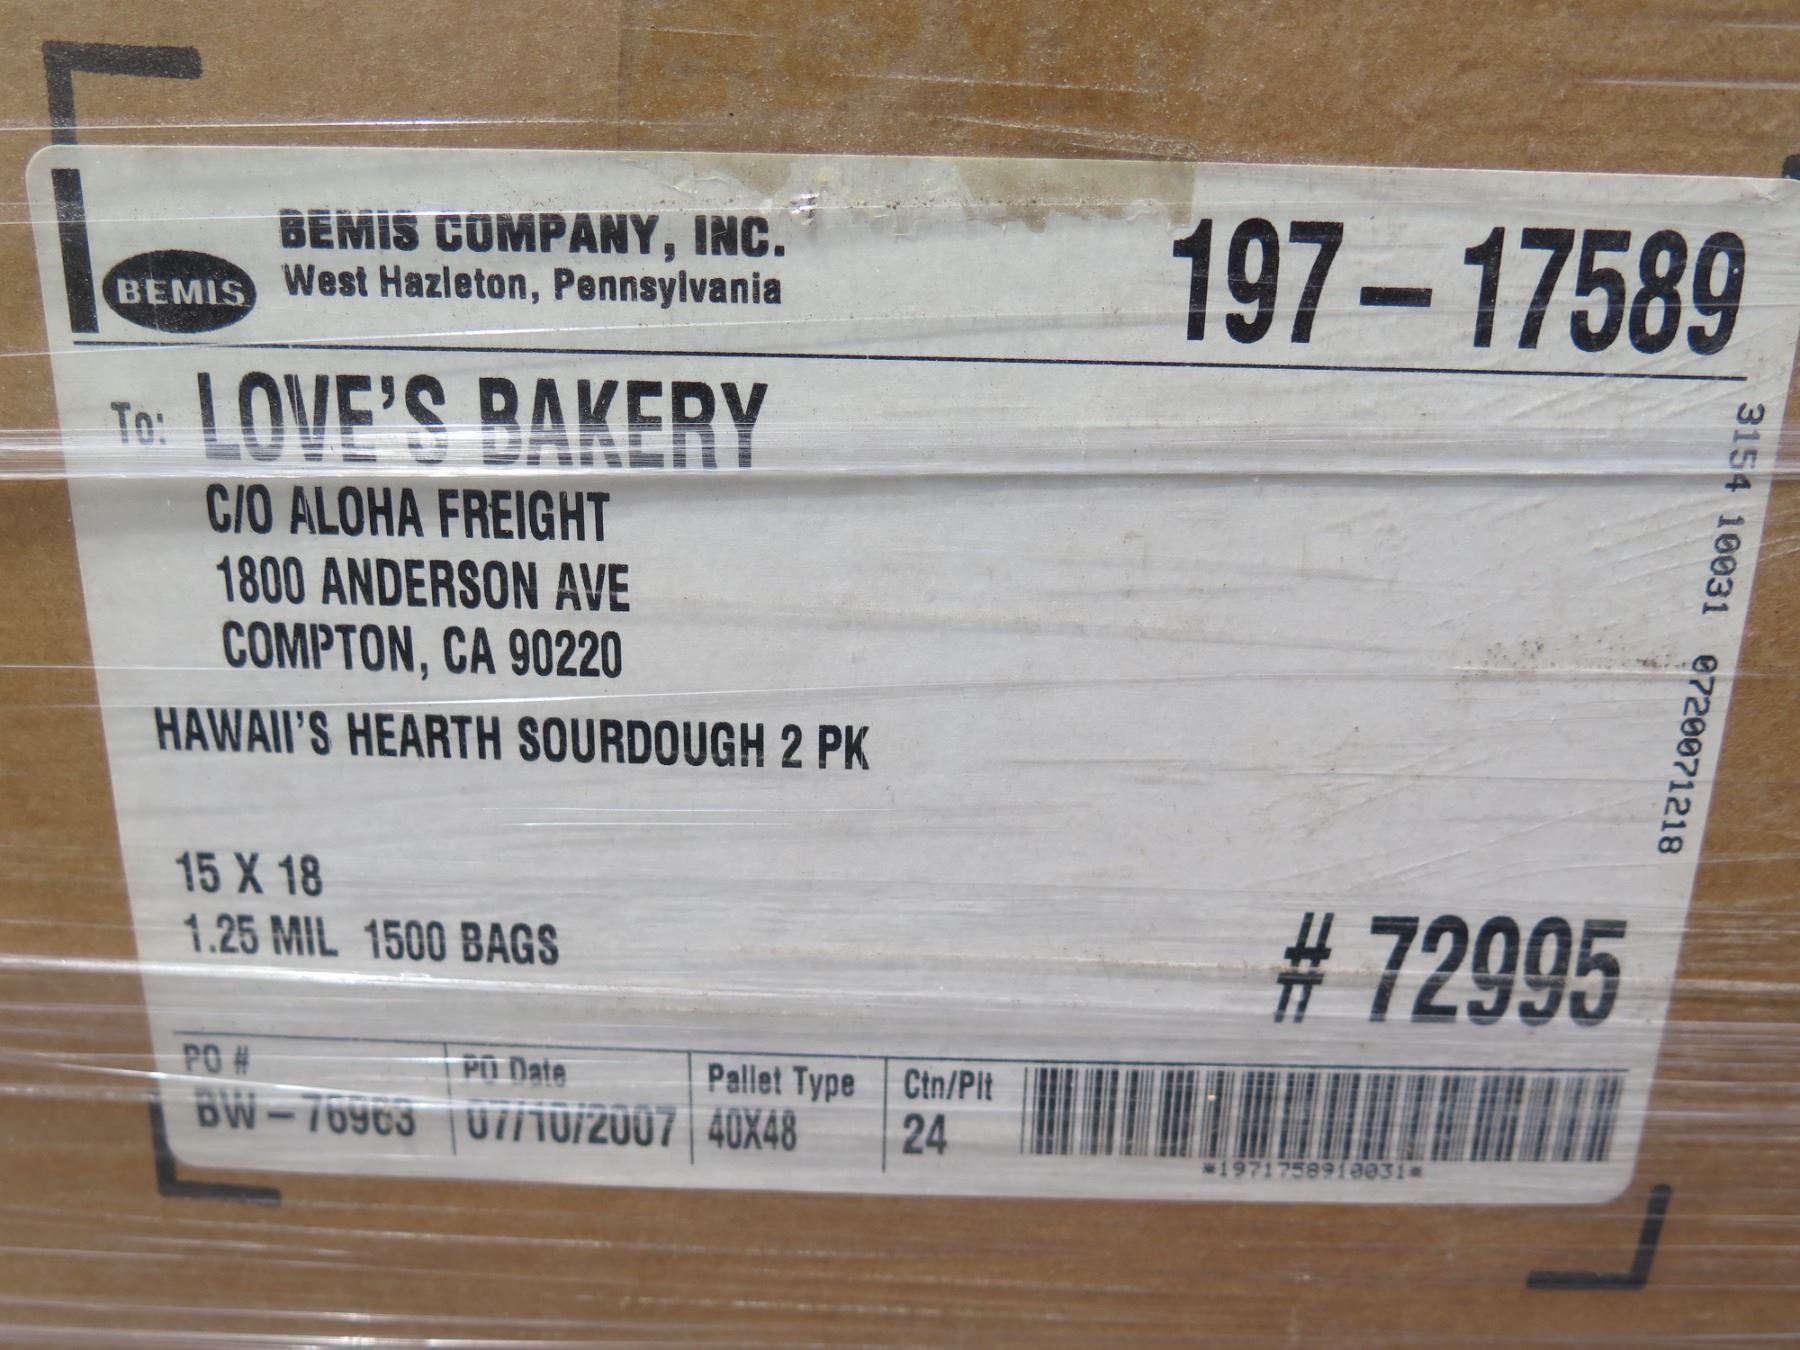 BEMIS
BEMIS COMPANY, INC.
West Hazleton, Pennsylvania
197-17589
To: LOVE'S BAKERY
C/O ALOHA FREIGHT
1800 ANDERSON AVE
COMPTON, CA 90220
HAWAII'S HEARTH SOURDOUGH 2 PK
15 X 18
1.25 MIL 1500 BAGS
# 72995
3154 10031 0720071218
PO #
BW-76963
PO Date
07/10/2007
Pallet Type
40X48
Ctn/Plt
24
*1971758910031*